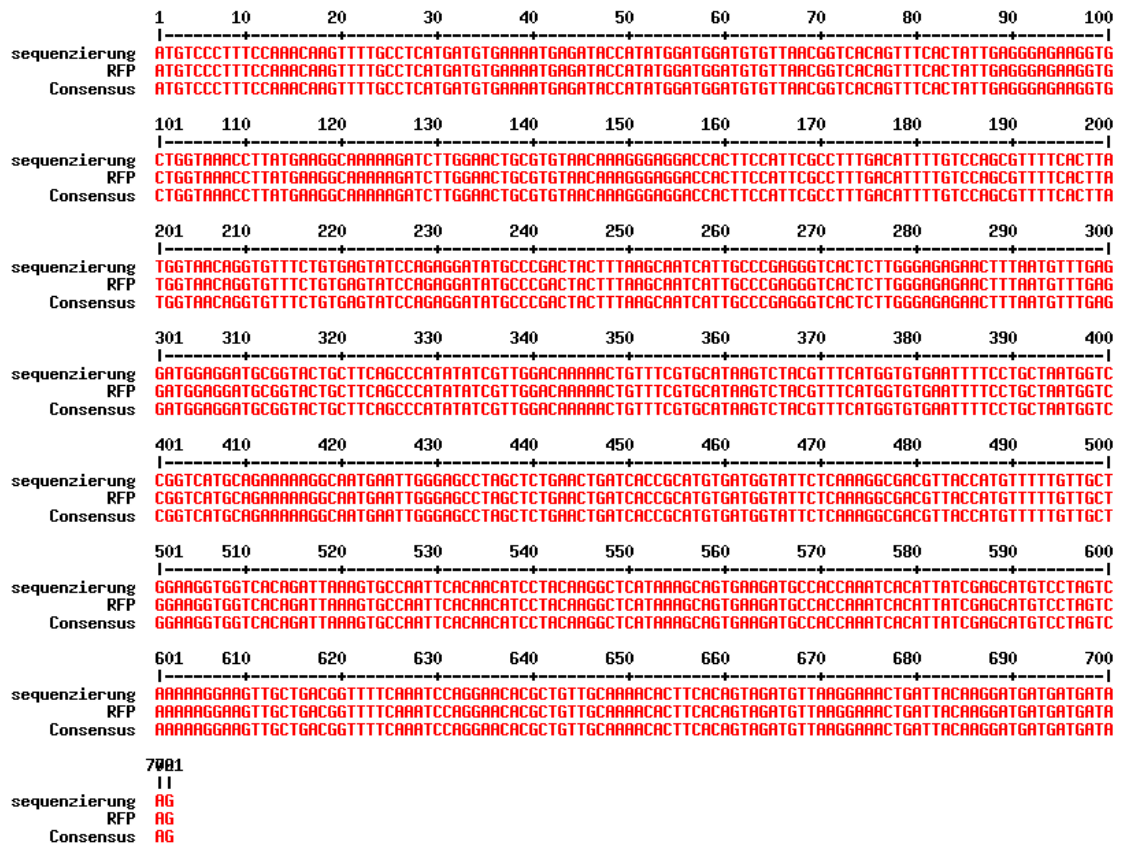 1 10 20 30 40 50 60 70 80 90 100
|--------+---------+---------+---------+---------+---------+---------+---------+---------+---------|
sequenzierung ATGTCCCTTTCCAAACAAGTTTTGCCTCATGATGTGAAAATGAGATACCATATGGATGGATGTGTTAACGGTCACAGTTTCACTATTGAGGGAGAAGGTG
RFP ATGTCCCTTTCCAAACAAGTTTTGCCTCATGATGTGAAAATGAGATACCATATGGATGGATGTGTTAACGGTCACAGTTTCACTATTGAGGGAGAAGGTG
Consensus ATGTCCCTTTCCAAACAAGTTTTGCCTCATGATGTGAAAATGAGATACCATATGGATGGATGTGTTAACGGTCACAGTTTCACTATTGAGGGAGAAGGTG
101 110 120 130 140 150 160 170 180 190 200
|--------+---------+---------+---------+---------+---------+---------+---------+---------+---------|
sequenzierung CTGGTAAACCTTATGAAGGCAAAAAGATCTTGGAACTGCGTGTAACAAAGGGAGGACCACTTCCATTCGCCTTTGACATTTTGTCCAGCGTTTTCACTTA
RFP CTGGTAAACCTTATGAAGGCAAAAAGATCTTGGAACTGCGTGTAACAAAGGGAGGACCACTTCCATTCGCCTTTGACATTTTGTCCAGCGTTTTCACTTA
Consensus CTGGTAAACCTTATGAAGGCAAAAAGATCTTGGAACTGCGTGTAACAAAGGGAGGACCACTTCCATTCGCCTTTGACATTTTGTCCAGCGTTTTCACTTA
201 210 220 230 240 250 260 270 280 290 300
|--------+---------+---------+---------+---------+---------+---------+---------+---------+---------|
sequenzierung TGGTAACAGGTGTTTCTGTGAGTATCCAGAGGATATGCCCGACTACTTTAAGCAATCATTGCCCGAGGGTCACTCTTGGGAGAGAACTTTAATGTTTGAG
RFP TGGTAACAGGTGTTTCTGTGAGTATCCAGAGGATATGCCCGACTACTTTAAGCAATCATTGCCCGAGGGTCACTCTTGGGAGAGAACTTTAATGTTTGAG
Consensus TGGTAACAGGTGTTTCTGTGAGTATCCAGAGGATATGCCCGACTACTTTAAGCAATCATTGCCCGAGGGTCACTCTTGGGAGAGAACTTTAATGTTTGAG
301 310 320 330 340 350 360 370 380 390 400
|--------+---------+---------+---------+---------+---------+---------+---------+---------+---------|
sequenzierung GATGGAGGATGCGGTACTGCTTCAGCCCATATATCGTTGGACAAAAACTGTTTCGTGCATAAGTCTACGTTTCATGGTGTGAATTTTCCTGCTAATGGTC
RFP GATGGAGGATGCGGTACTGCTTCAGCCCATATATCGTTGGACAAAAACTGTTTCGTGCATAAGTCTACGTTTCATGGTGTGAATTTTCCTGCTAATGGTC
Consensus GATGGAGGATGCGGTACTGCTTCAGCCCATATATCGTTGGACAAAAACTGTTTCGTGCATAAGTCTACGTTTCATGGTGTGAATTTTCCTGCTAATGGTC
401 410 420 430 440 450 460 470 480 490 500
|--------+---------+---------+---------+---------+---------+---------+---------+---------+---------|
sequenzierung CGGTCATGCAGAAAAAGGCAATGAATTGGGAGCCTAGCTCTGAACTGATCACCGCATGTGATGGTATTCTCAAAGGCGACGTTACCATGTTTTTGTTGCT
RFP CGGTCATGCAGAAAAAGGCAATGAATTGGGAGCCTAGCTCTGAACTGATCACCGCATGTGATGGTATTCTCAAAGGCGACGTTACCATGTTTTTGTTGCT
Consensus CGGTCATGCAGAAAAAGGCAATGAATTGGGAGCCTAGCTCTGAACTGATCACCGCATGTGATGGTATTCTCAAAGGCGACGTTACCATGTTTTTGTTGCT
501 510 520 530 540 550 560 570 580 590 600
|--------+---------+---------+---------+---------+---------+---------+---------+---------+---------|
sequenzierung GGAAGGTGGTCACAGATTAAAGTGCCAATTCACAACATCCTACAAGGCTCATAAAGCAGTGAAGATGCCACCAAATCACATTATCGAGCATGTCCTAGTC
RFP GGAAGGTGGTCACAGATTAAAGTGCCAATTCACAACATCCTACAAGGCTCATAAAGCAGTGAAGATGCCACCAAATCACATTATCGAGCATGTCCTAGTC
Consensus GGAAGGTGGTCACAGATTAAAGTGCCAATTCACAACATCCTACAAGGCTCATAAAGCAGTGAAGATGCCACCAAATCACATTATCGAGCATGTCCTAGTC
601 610 620 630 640 650 660 670 680 690 700
|--------+---------+---------+---------+---------+---------+---------+---------+---------+---------|
sequenzierung AAAAAGGAAGTTGCTGACGGTTTTCAAATCCAGGAACACGCTGTTGCAAAACACTTCACAGTAGATGTTAAGGAAACTGATTACAAGGATGATGATGATA
RFP AAAAAGGAAGTTGCTGACGGTTTTCAAATCCAGGAACACGCTGTTGCAAAACACTTCACAGTAGATGTTAAGGAAACTGATTACAAGGATGATGATGATA
Consensus AAAAAGGAAGTTGCTGACGGTTTTCAAATCCAGGAACACGCTGTTGCAAAACACTTCACAGTAGATGTTAAGGAAACTGATTACAAGGATGATGATGATA
||
sequenzierung AG
RFP AG
Consensus AG